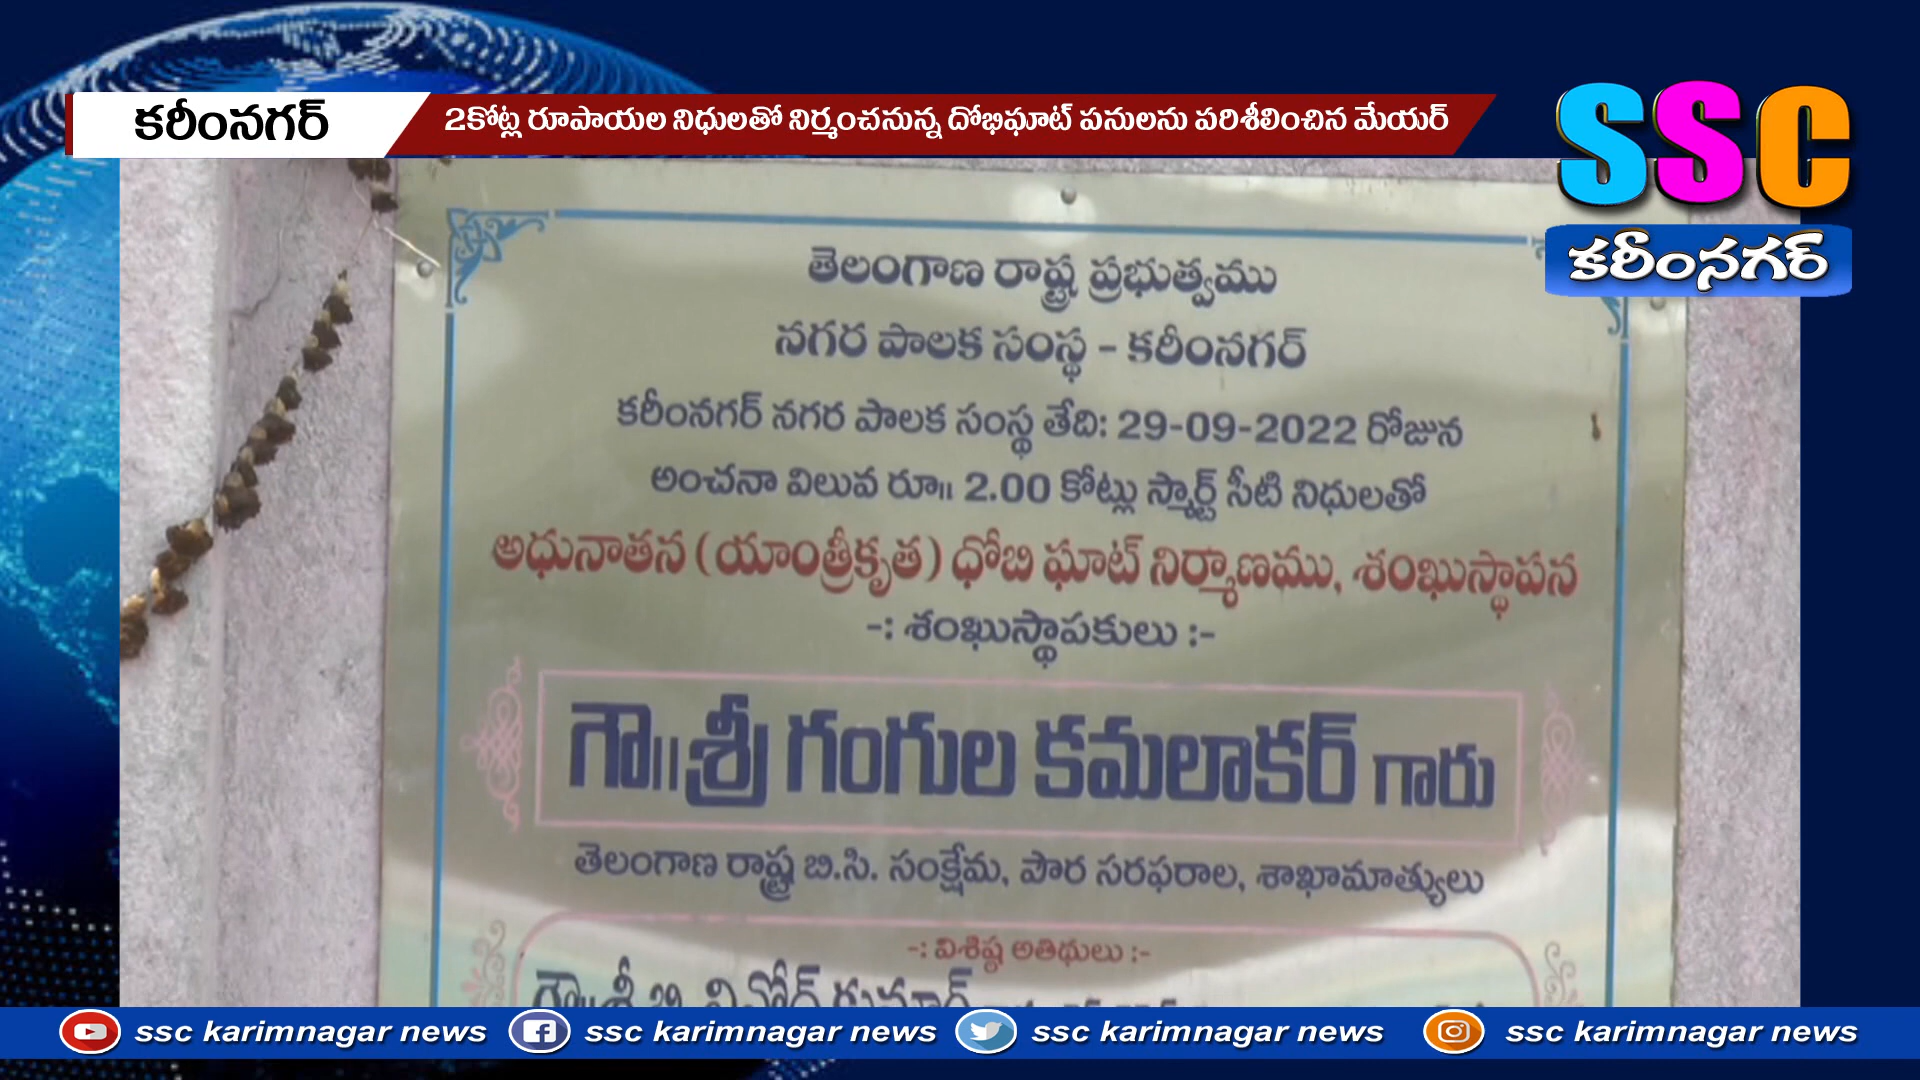 కరీంనగర్
2కోట్ల రూపాయల నిధులతో నిర్మంచనున్న దోభిఘాట్ పనులను పరిశీలించిన మేయర్
SSC
కరీంనగర్
తెలంగాణ రాష్ట్ర ప్రభుత్వము
నగర పాలక సంస్థ - కరీంనగర్
కరీంనగర్ నగర పాలక సంస్థ తేది: 29-09-2022 రోజున
అంచనా విలువ రూ॥ 2.00 కోట్లు స్మార్ట్ సీటి నిధులతో
అధునాతన (యాంత్రీకృత) ధోబి ఘాట్ నిర్మాణము, శంఖుస్థాపన
-: శంఖుస్థాపకులు :-
గౌ॥శ్రీ గంగుల కమలాకర్ గారు
తెలంగాణ రాష్ట్ర బి.సి. సంక్షేమ, పౌర సరఫరాల, శాఖామాత్యులు
-: విశిష్ఠ అతిథులు :-
గౌ॥శ్రీ బి. వినోద్ కుమార్
ssc karimnagar news ssc karimnagar news ssc karimnagar news ssc karimnagar news